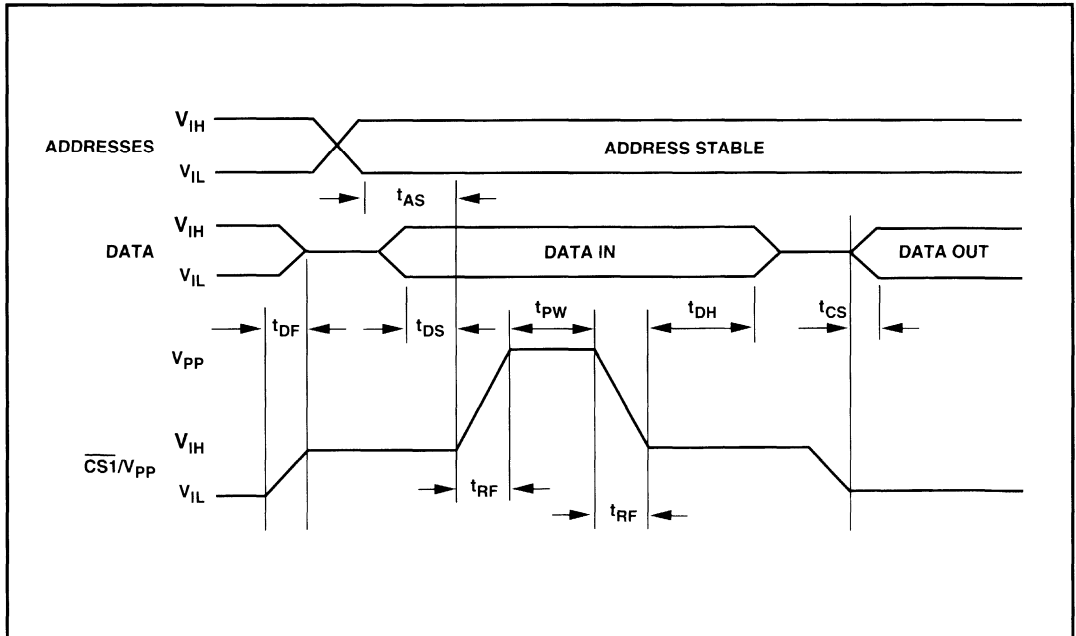 V_IH
ADDRESSES ADDRESS STABLE
V_IL
t_AS
V_IH
DATA DATA IN DATA OUT
V_IL
t_DF t_DS t_PW t_DH t_CS
V_PP
V_IH
C̅S̅1̅/V_PP
V_IL
t_RF t_RF